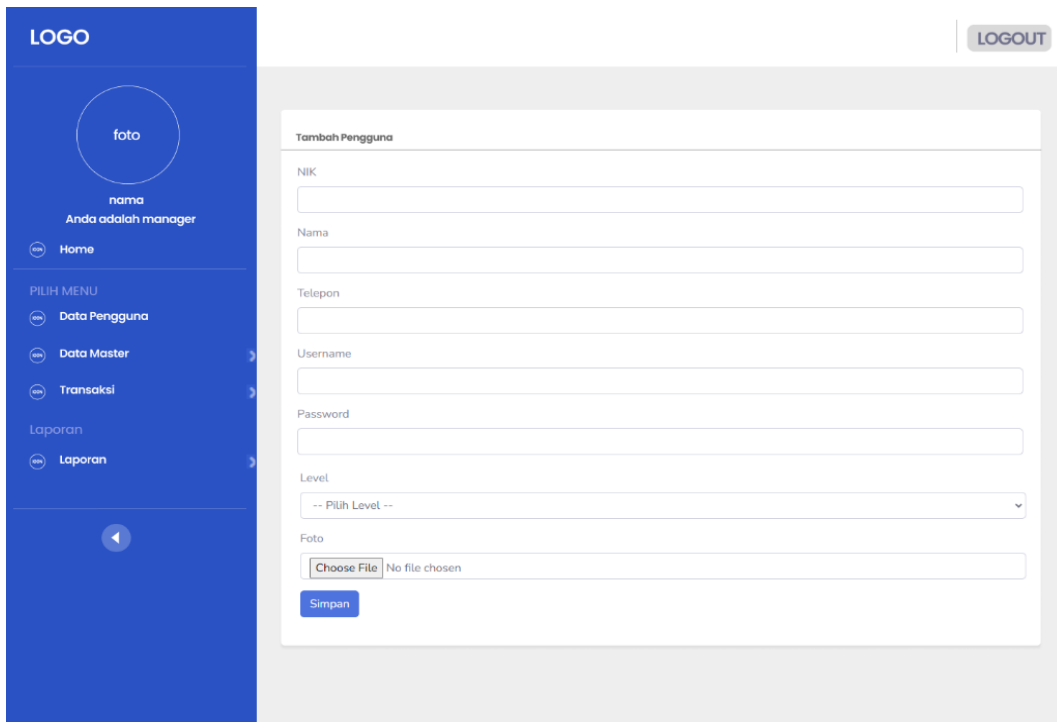 LOGO
LOGOUT
foto
nama
Anda adalah manager
Home
PILIH MENU
Data Pengguna
Data Master
Transaksi
Laporan
Laporan
Tambah Pengguna
NIK
Nama
Telepon
Username
Password
Level
-- Pilih Level --
Foto
Choose File No file chosen
Simpan